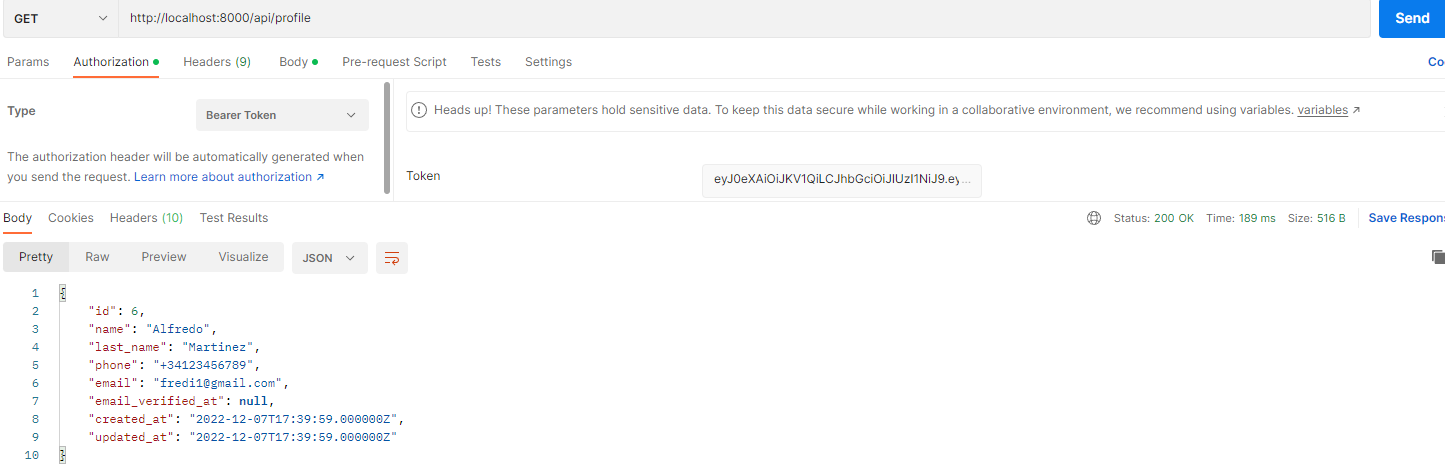 GET http://localhost:8000/api/profile Send
Params Authorization Headers (9) Body Pre-request Script Tests Settings Co
Type Bearer Token
Heads up! These parameters hold sensitive data. To keep this data secure while working in a collaborative environment, we recommend using variables. variables ↗
The authorization header will be automatically generated when
you send the request. Learn more about authorization ↗
Token eyJ0eXAiOiJKV1QiLCJhbGciOiJIUzI1NiJ9.ey...
Body Cookies Headers (10) Test Results Status: 200 OK Time: 189 ms Size: 516 B Save Respons
Pretty Raw Preview Visualize JSON
1 {
2 "id": 6,
3 "name": "Alfredo",
4 "last_name": "Martinez",
5 "phone": "+34123456789",
6 "email": "fredi1@gmail.com",
7 "email_verified_at": null,
8 "created_at": "2022-12-07T17:39:59.000000Z",
9 "updated_at": "2022-12-07T17:39:59.000000Z"
10 }